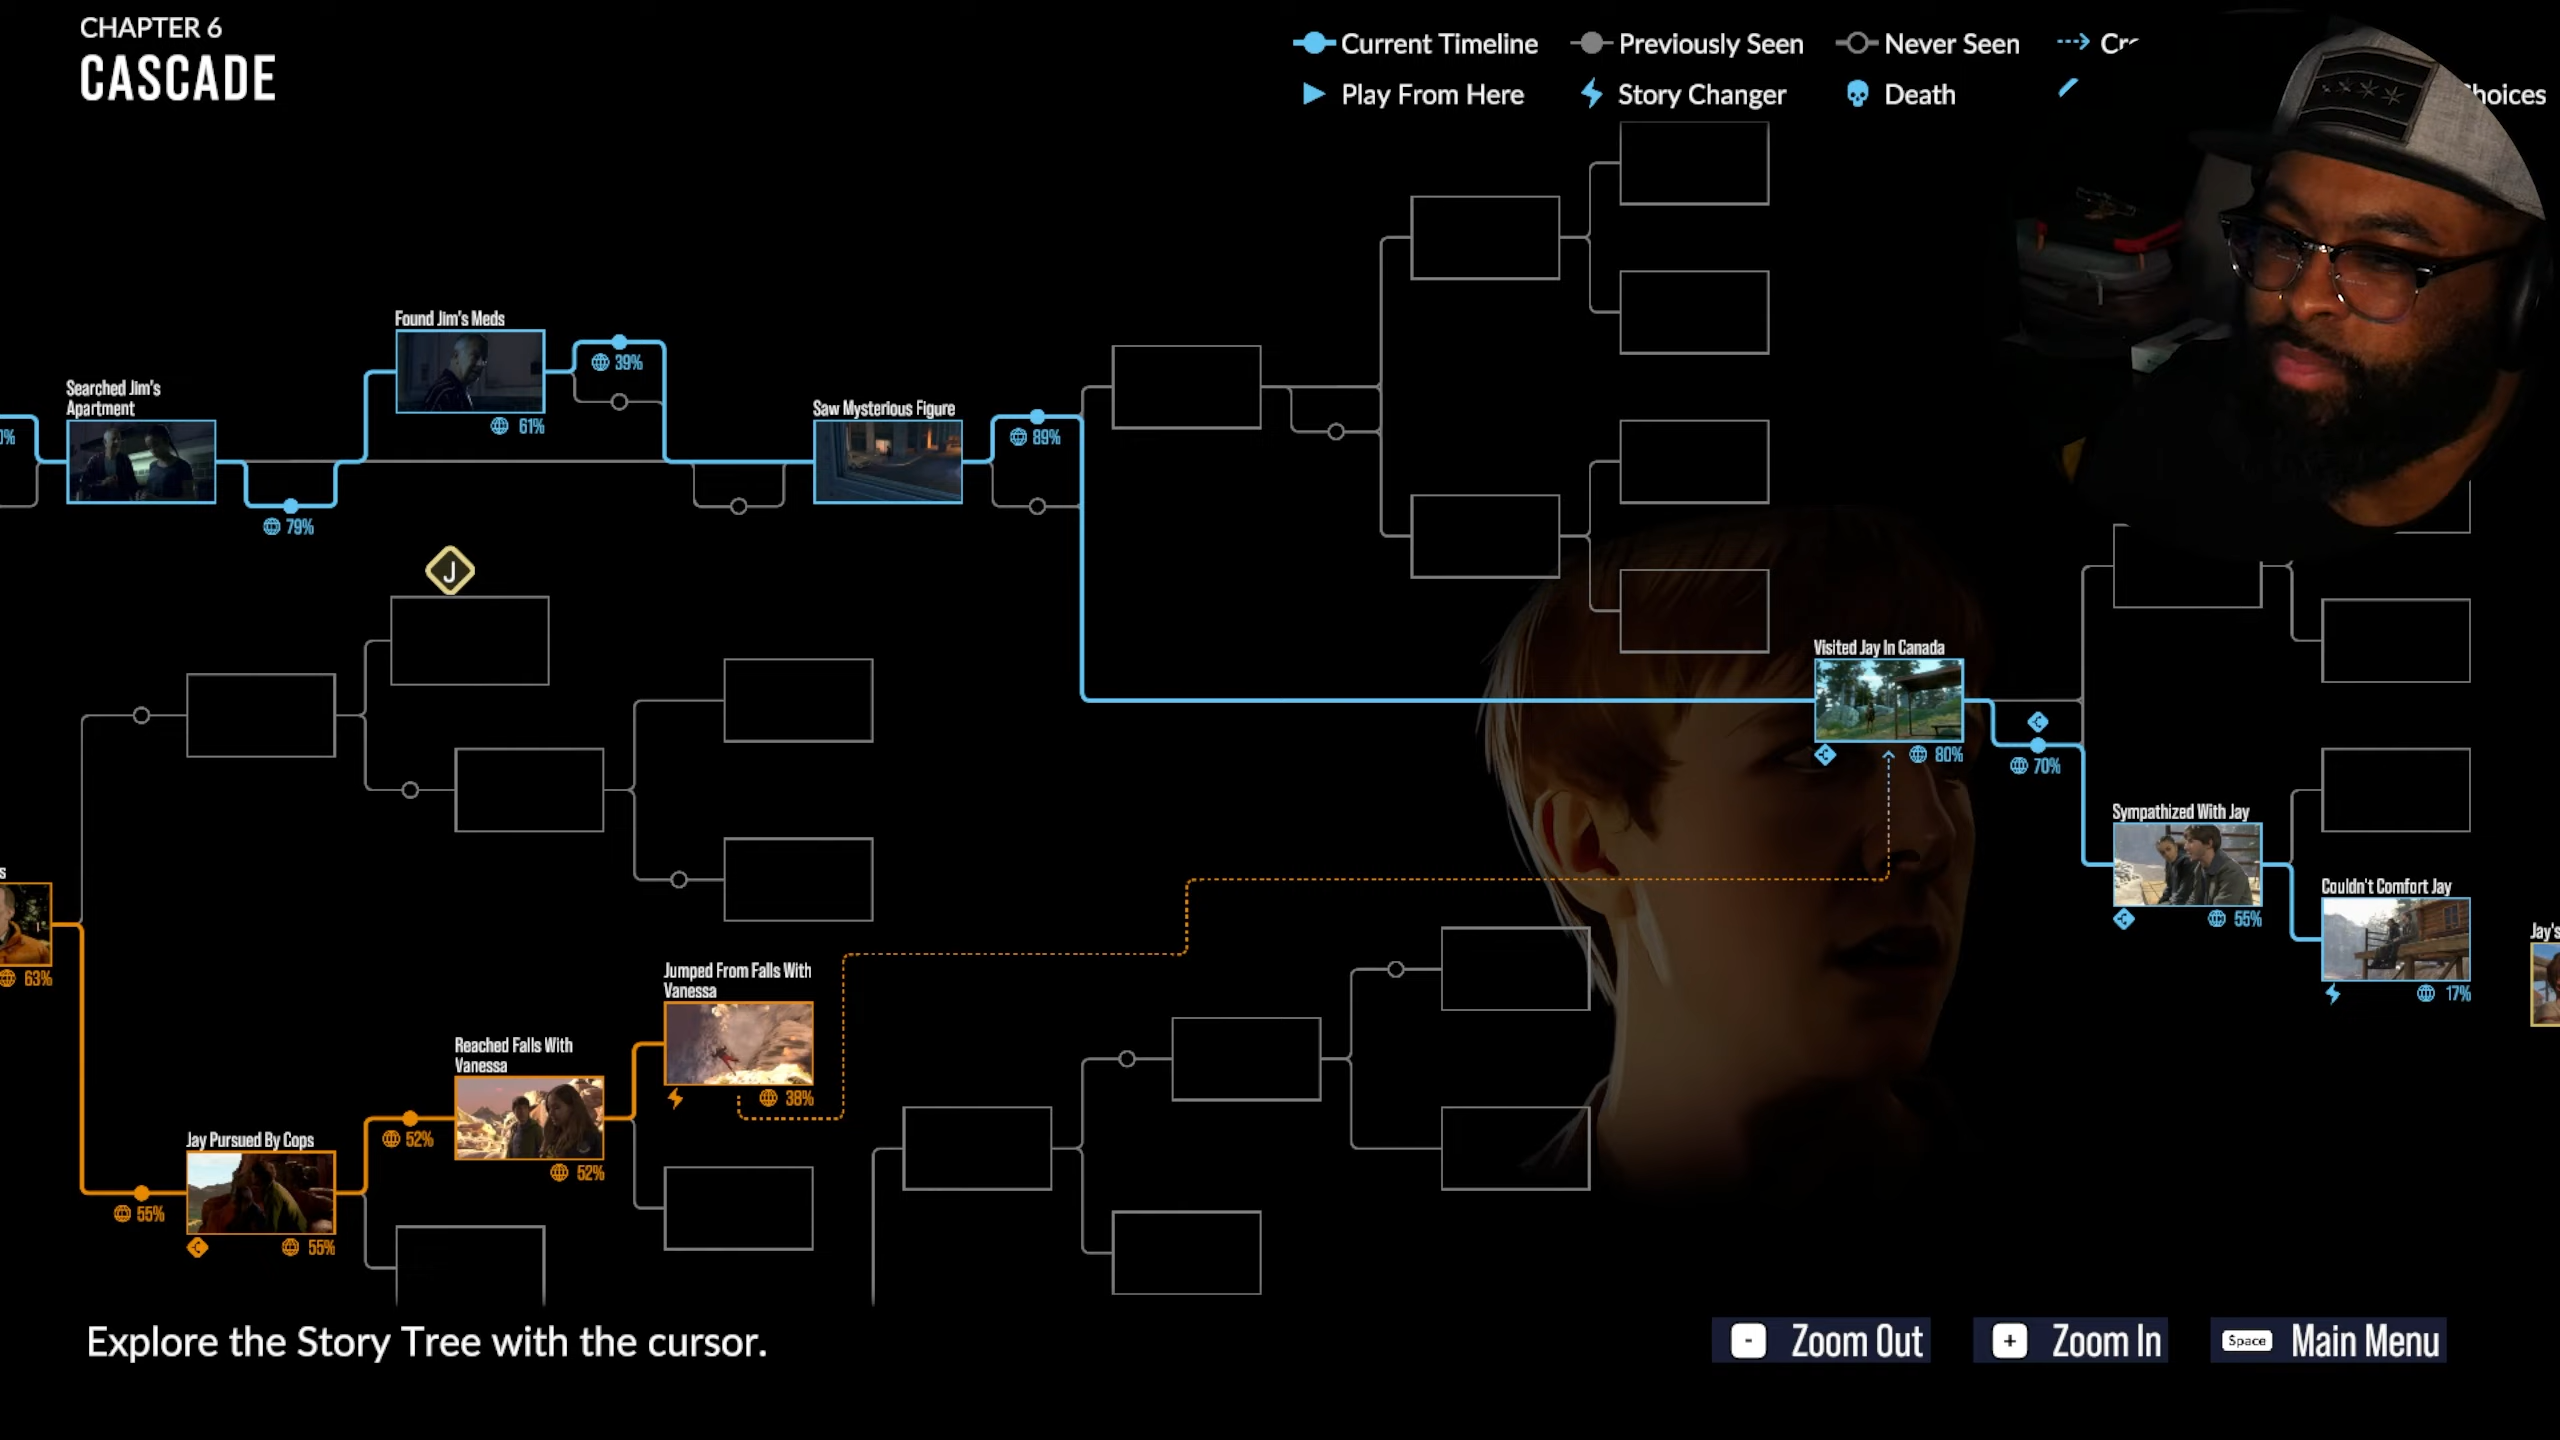 CHAPTER 6
CASCADE
Current Timeline
Previously Seen
Never Seen
Play From Here
Story Changer
Death
hoices
Found Jim's Meds
39%
61%
Searched Jim's
Apartment
79%
Saw Mysterious Figure
89%
J
Visited Jay In Canada
80%
70%
Sympathized With Jay
55%
Couldn't Comfort Jay
17%
Jay's
63%
Jumped From Falls With
Vanessa
38%
Reached Falls With
Vanessa
52%
52%
Jay Pursued By Cops
55%
55%
Explore the Story Tree with the cursor.
- Zoom Out
+ Zoom In
Space Main Menu